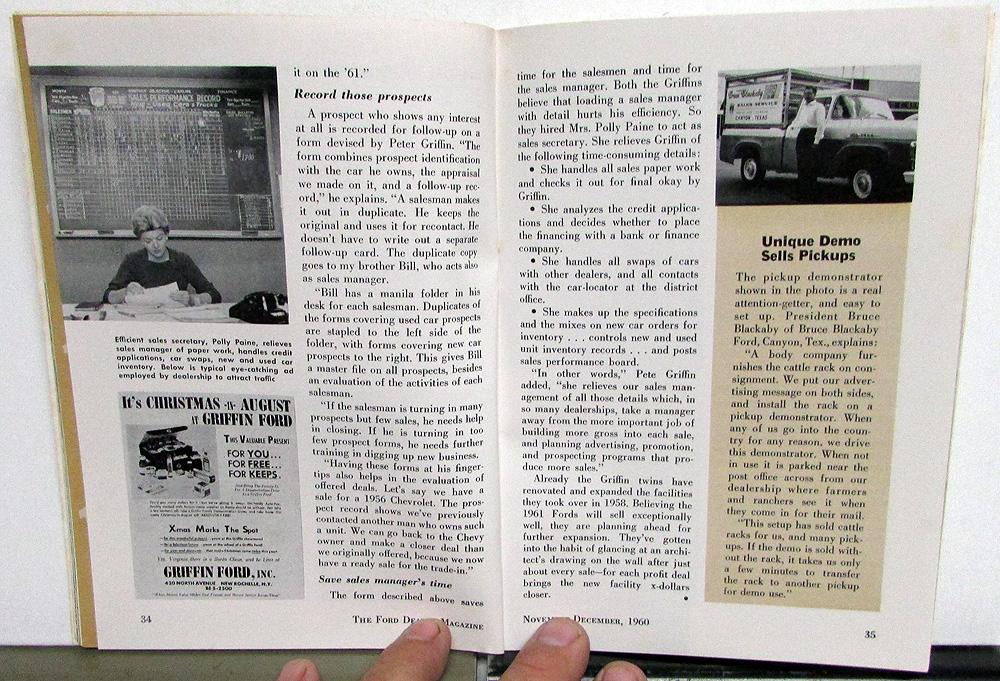 MONTH
SALES PERFORMANCE RECORD
New - Used Cars & Trucks
SALESMEN
Efficient sales secretary, Polly Paine, relieves
sales manager of paper work, handles credit
applications, car swaps, new and used car
inventory. Below is typical eye-catching ad
employed by dealership to attract traffic
It's CHRISTMAS -IN- AUGUST
AT GRIFFIN FORD
THIS VALUABLE PRESENT
FOR YOU...
FOR FREE...
FOR KEEPS.
Xmas Marks The Spot
Yes, Virginia there is a Santa Claus, and he Lives at
GRIFFIN FORD, INC.
630 NORTH AVENUE NEW ROCHELLE, N.Y.
BE 5-2500
34
it on the '61."
Record those prospects
A prospect who shows any interest
at all is recorded for follow-up on a
form devised by Peter Griffin. "The
form combines prospect identification
with the car he owns, the appraisal
we made on it, and a follow-up rec-
ord," he explains. "A salesman makes
it out in duplicate. He keeps the
original and uses it for recontact. He
doesn't have to write out a separate
follow-up card. The duplicate copy
goes to my brother Bill, who acts also
as sales manager.
"Bill has a manila folder in his
desk for each salesman. Duplicates of
the forms covering used car prospects
are stapled to the left side of the
folder, with forms covering new car
prospects to the right. This gives Bill
a master file on all prospects, besides
an evaluation of the activities of each
salesman.
"If the salesman is turning in many
prospects but few sales, he needs help
in closing. If he is turning in too
few prospect forms, he needs further
training in digging up new business.
"Having these forms at his finger-
tips also helps in the evaluation of
offered deals. Let's say we have a
sale for a 1956 Chevrolet. The pros-
pect record shows we've previously
contacted another man who owns such
a unit. We can go back to the Chevy
owner and make a closer deal than
we originally offered, because we now
have a ready sale for the trade-in."
Save sales manager's time
The form described above saves
THE FORD DEALER MAGAZINE
time for the salesmen and time for
the sales manager. Both the Griffins
believe that loading a sales manager
with detail hurts his efficiency. So
they hired Mrs. Polly Paine to act as
sales secretary. She relieves Griffin of
the following time-consuming details:
• She handles all sales paper work
and checks it out for final okay by
Griffin.
• She analyzes the credit applica-
tions and decides whether to place
the financing with a bank or finance
company.
• She handles all swaps of cars
with other dealers, and all contacts
with the car-locator at the district
office.
• She makes up the specifications
and the mixes on new car orders for
inventory . . . controls new and used
unit inventory records . . . and posts
sales performance board.
"In other words," Pete Griffin
added, "she relieves our sales man-
agement of all those details which, in
so many dealerships, take a manager
away from the more important job of
building more gross into each sale,
and planning advertising, promotion,
and prospecting programs that pro-
duce more sales."
Already the Griffin twins have
renovated and expanded the facilities
they took over in 1958. Believing the
1961 Fords will sell exceptionally
well, they are planning ahead for
further expansion. They've gotten
into the habit of glancing at an archi-
tect's drawing on the wall after just
about every sale—for each profit deal
brings the new facility x-dollars
closer. •
NOVEMBER-DECEMBER, 1960
Bruce Blackaby
SALES SERVICE
CANYON, TEXAS
Unique Demo
Sells Pickups
The pickup demonstrator
shown in the photo is a real
attention-getter, and easy to
set up. President Bruce
Blackaby of Bruce Blackaby
Ford, Canyon, Tex., explains:
"A body company fur-
nishes the cattle rack on con-
signment. We put our adver-
tising message on both sides,
and install the rack on a
pickup demonstrator. When
any of us go into the coun-
try for any reason, we drive
this demonstrator. When not
in use it is parked near the
post office across from our
dealership where farmers
and ranchers see it when
they come in for their mail.
"This setup has sold cattle
racks for us, and many pick-
ups. If the demo is sold with-
out the rack, it takes us only
a few minutes to transfer
the rack to another pickup
for demo use."
35